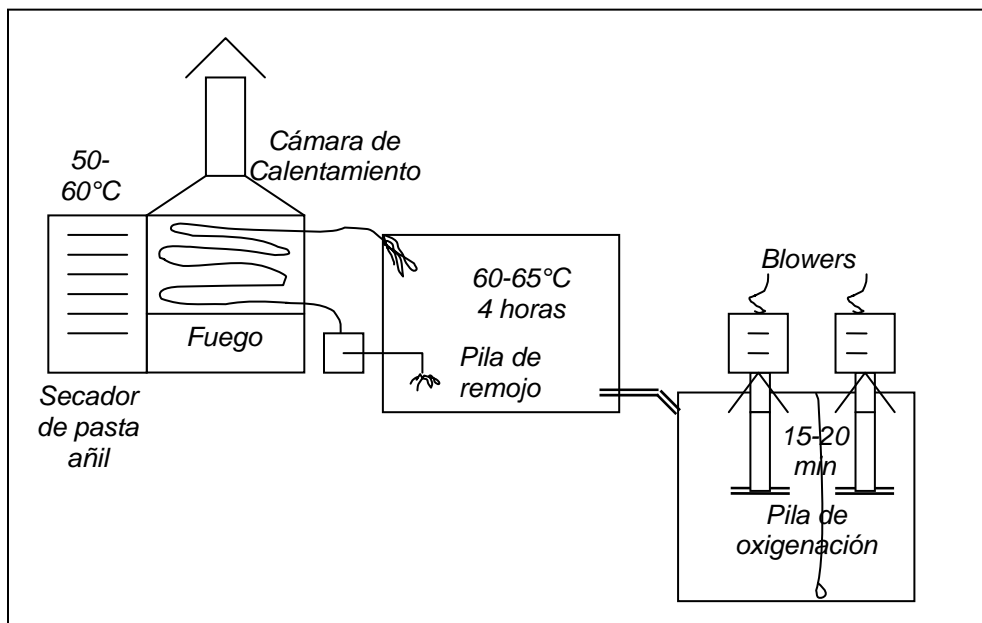 50-
60°C
Cámara de
Calentamiento
Fuego
Secador
de pasta
añil
60-65°C
4 horas
Pila de
remojo
Blowers
15-20
min
Pila de
oxigenación